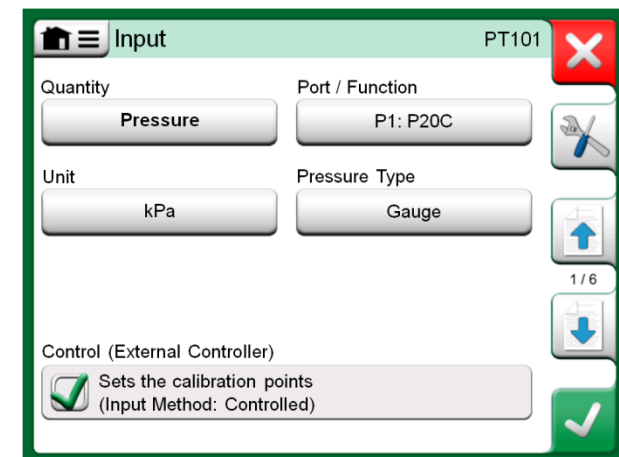 Input
PT101
Quantity
Port / Function
Pressure
P1: P20C
Unit
Pressure Type
kPa
Gauge
1 / 6
Control (External Controller)
Sets the calibration points
(Input Method: Controlled)